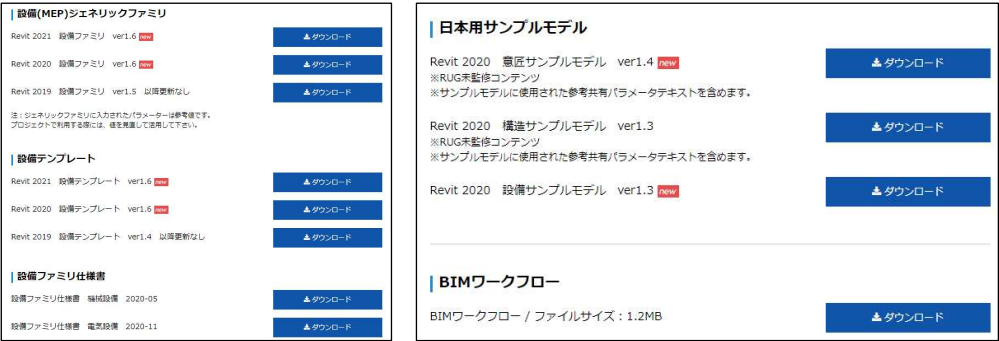 設備(MEP)ジェネリックファミリ
Revit 2021 設備ファミリ ver1.6 new
ダウンロード
Revit 2020 設備ファミリ ver1.6 new
ダウンロード
Revit 2019 設備ファミリ ver1.5 以降更新なし
ダウンロード
注：ジェネリックファミリに入力されたパラメーターは参考値です。
プロジェクトで利用する際には、値を見直して活用して下さい。
設備テンプレート
Revit 2021 設備テンプレート ver1.6 new
ダウンロード
Revit 2020 設備テンプレート ver1.6 new
ダウンロード
Revit 2019 設備テンプレート ver1.4 以降更新なし
ダウンロード
設備ファミリ仕様書
設備ファミリ仕様書 機械設備 2020-05
ダウンロード
設備ファミリ仕様書 電気設備 2020-11
ダウンロード
日本用サンプルモデル
Revit 2020 意匠サンプルモデル ver1.4 new
ダウンロード
※RUG未監修コンテンツ
※サンプルモデルに使用された参考共有パラメータテキストを含めます。
Revit 2020 構造サンプルモデル ver1.3
ダウンロード
※RUG未監修コンテンツ
※サンプルモデルに使用された参考共有パラメータテキストを含めます。
Revit 2020 設備サンプルモデル ver1.3 new
ダウンロード
BIMワークフロー
BIMワークフロー / ファイルサイズ：1.2MB
ダウンロード